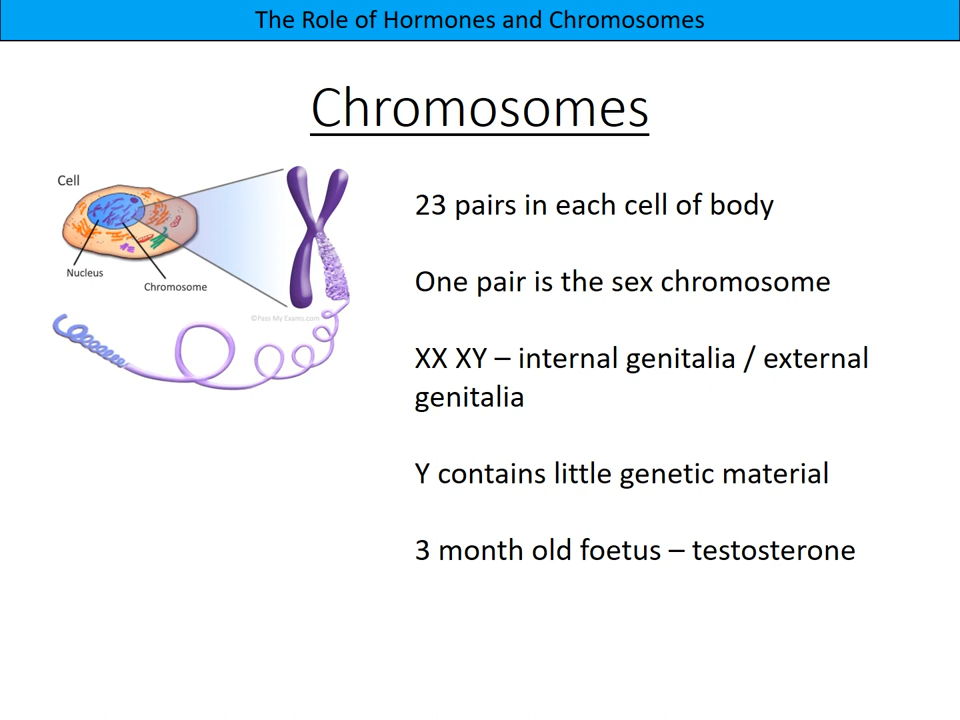 The Role of Hormones and Chromosomes
Chromosomes
Cell
Nucleus
Chromosome
©Pass My Exams.com
23 pairs in each cell of body
One pair is the sex chromosome
XX XY – internal genitalia / external
genitalia
Y contains little genetic material
3 month old foetus – testosterone